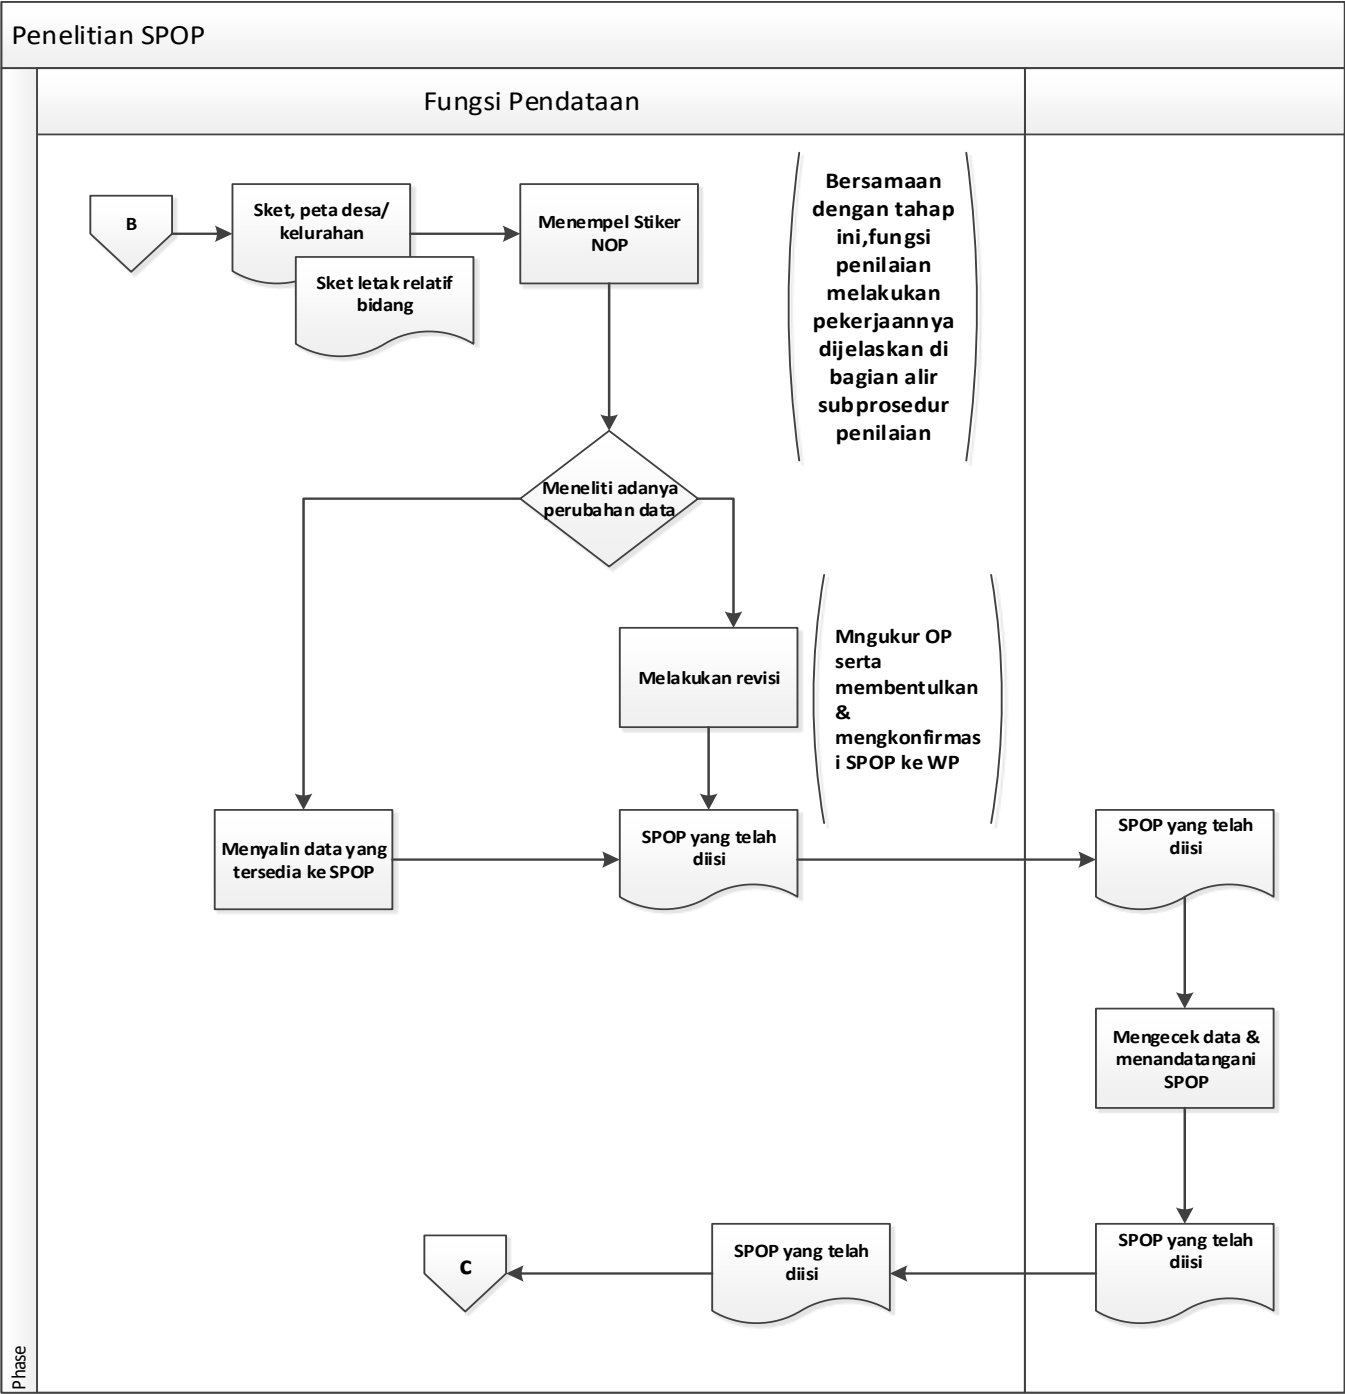 Penelitian SPOP
Fungsi Pendataan
B
Sket, peta desa/
kelurahan
Sket letak relatif
bidang
Menempel Stiker
NOP
Bersamaan
dengan tahap
ini,fungsi
penilaian
melakukan
pekerjaannya
dijelaskan di
bagian alir
subprosedur
penilaian
Meneliti adanya
perubahan data
Melakukan revisi
Mngukur OP
serta
membentulkan
&
mengkonfirmas
i SPOP ke WP
Menyalin data yang
tersedia ke SPOP
SPOP yang telah
diisi
SPOP yang telah
diisi
Mengecek data &
menandatangani
SPOP
SPOP yang telah
diisi
SPOP yang telah
diisi
C
Phase